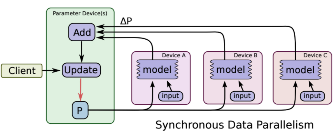 Parameter Device(s)
Add
ΔP
Client
Update
P
Device A
model
input
Device B
model
input
Device C
model
input
Synchronous Data Parallelism